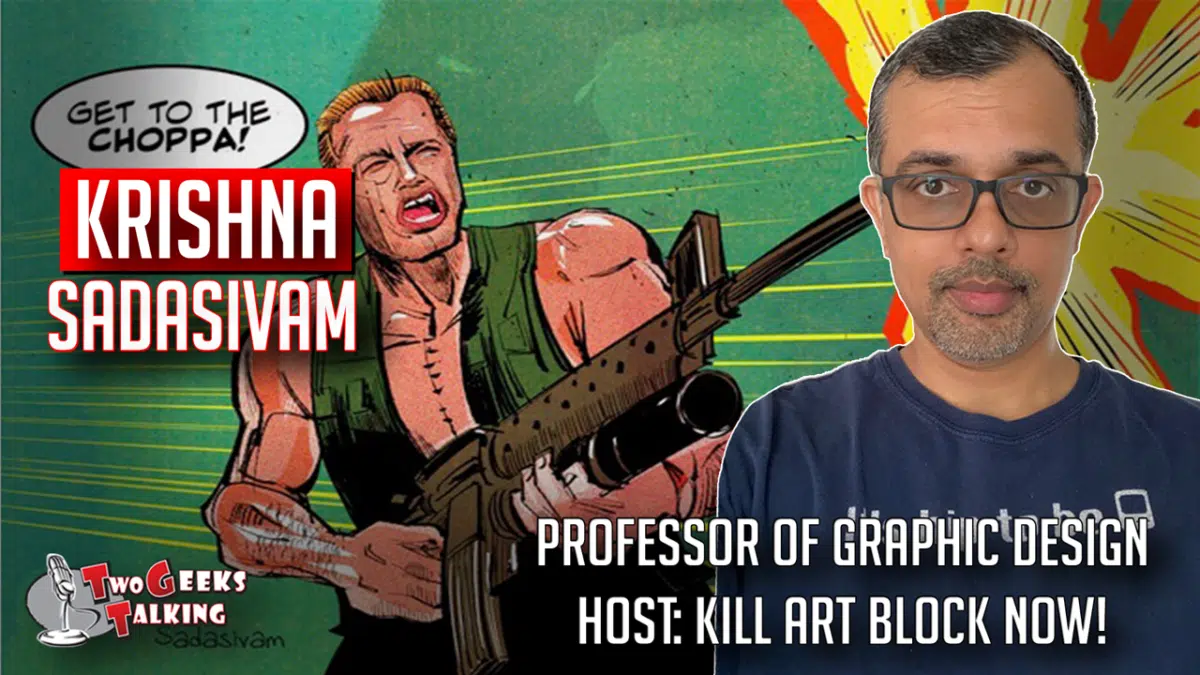 GET TO THE
CHOPPA!
KRISHNA
SADASIVAM
PROFESSOR OF GRAPHIC DESIGN
HOST: KILL ART BLOCK NOW!
TWO GEEKS
TALKING
Sadasivam